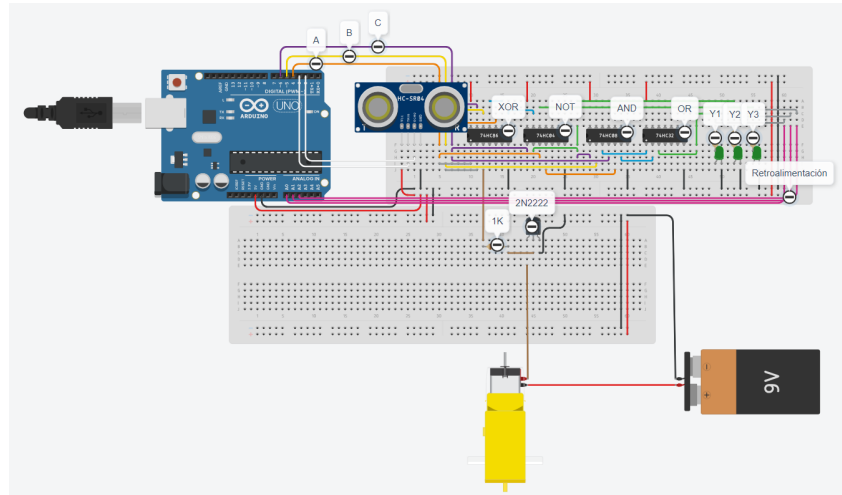 C
B
A
DIGITAL (PWM~)
UNO
ARDUINO
POWER
ANALOG IN
HC-SR04
XOR
NOT
AND
OR
Y1
Y2
Y3
74HC86
74HC04
74HC08
74HC32
Retroalimentación
2N2222
1K
9V